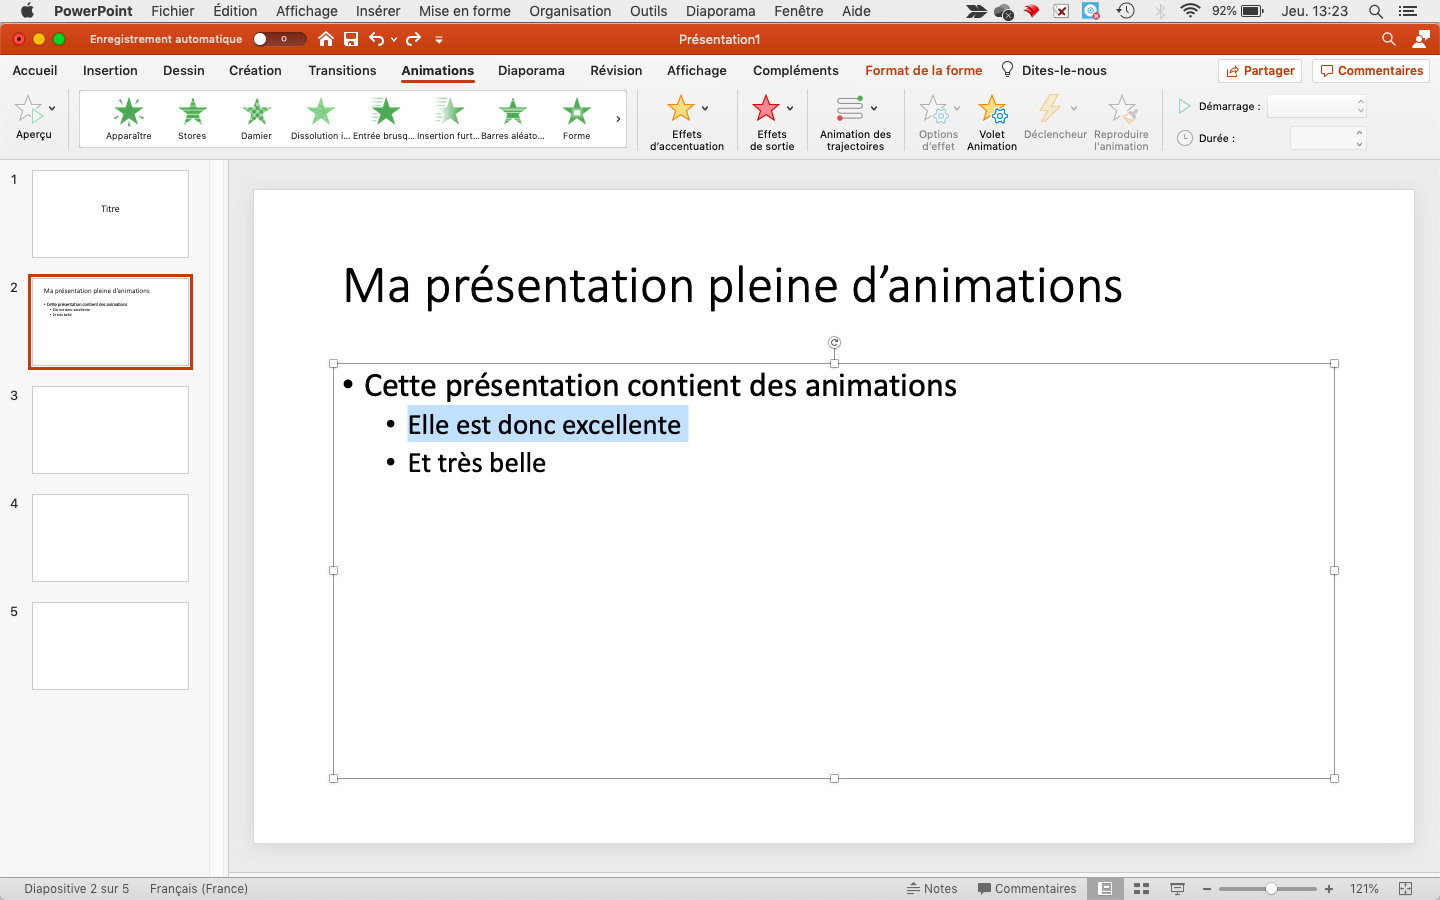 PowerPoint Fichier Édition Affichage Insérer Mise en forme Organisation Outils Diaporama Fenêtre Aide 92% Jeu. 13:23
Enregistrement automatique Présentation1
Accueil Insertion Dessin Création Transitions Animations Diaporama Révision Affichage Compléments Format de la forme Dites-le-nous Partager Commentaires
Aperçu
Apparaître Stores Damier Dissolution i... Entrée brusq... Insertion furt... Barres aléato... Forme
Effets
d'accentuation
Effets
de sortie
Animation des
trajectoires
Options
d'effet
Volet
Animation
Déclencheur
Reproduire
l'animation
Démarrage :
Durée :
1
Titre
2
Ma présentation pleine d'animations
• Cette présentation contient des animations
• Elle est donc excellente
• Et très belle
3
4
5
Ma présentation pleine d’animations
• Cette présentation contient des animations
• Elle est donc excellente
• Et très belle
Diapositive 2 sur 5 Français (France) Notes Commentaires 121%